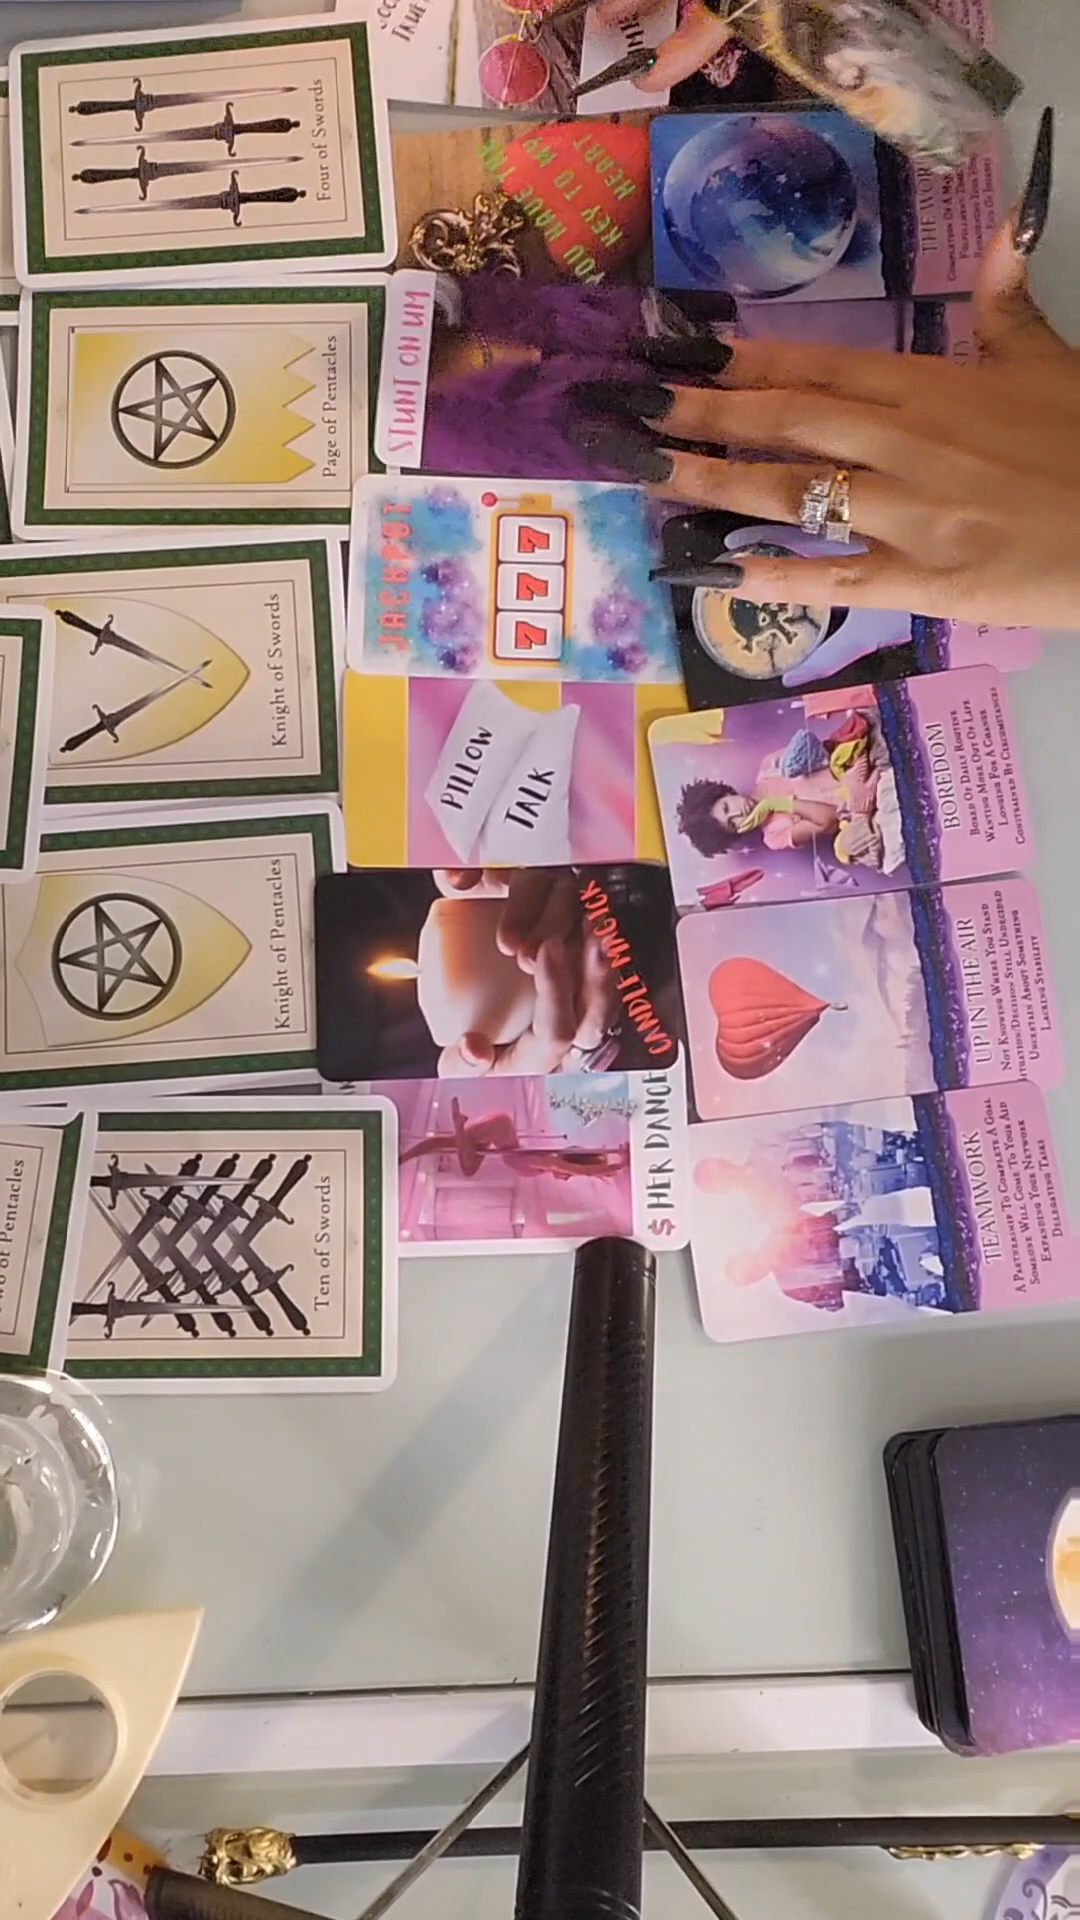 Four of Swords
Page of Pentacles
Knight of Swords
Knight of Pentacles
Ten of Swords
of Pentacles
YOU HAVE THE
KEY TO MY
HEART
STUNT ON UM
JACKPOT
777
PILLOW
TALK
CANDLE MAGICK
$ HER DANCE
BOREDOM
BORED OF DAILY ROUTINE
WANTING MORE OUT OF LIFE
LONGING FOR A CHANGE
CONSTRAINED BY CIRCUMSTANCES
UP IN THE AIR
NOT KNOWING WHERE YOU STAND
SITUATION/DECISION STILL UNDECIDED
UNCERTAIN ABOUT SOMETHING
LACKING STABILITY
TEAMWORK
A PARTNERSHIP TO COMPLETE A GOAL
SOMEONE WILL COME TO YOUR AID
EXPANDING YOUR NETWORK
DELEGATING TASKS